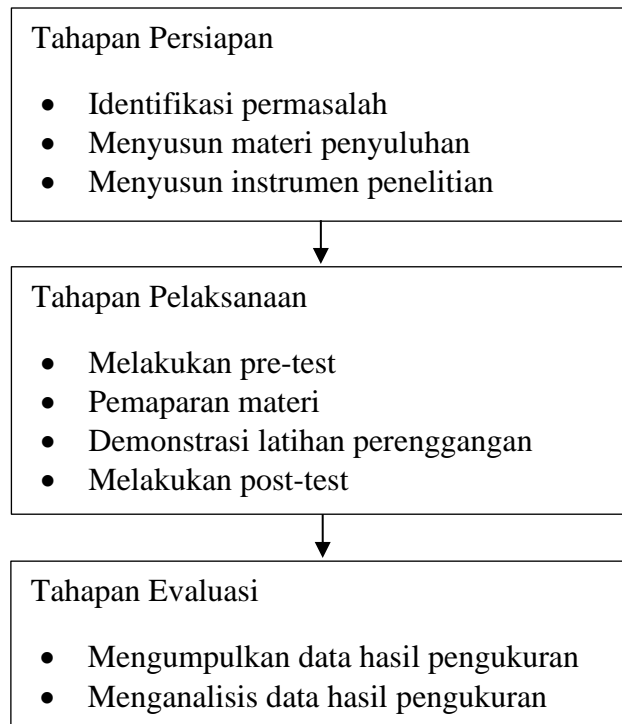 Tahapan Persiapan
• Identifikasi permasalah
• Menyusun materi penyuluhan
• Menyusun instrumen penelitian
Tahapan Pelaksanaan
• Melakukan pre-test
• Pemaparan materi
• Demonstrasi latihan perenggangan
• Melakukan post-test
Tahapan Evaluasi
• Mengumpulkan data hasil pengukuran
• Menganalisis data hasil pengukuran